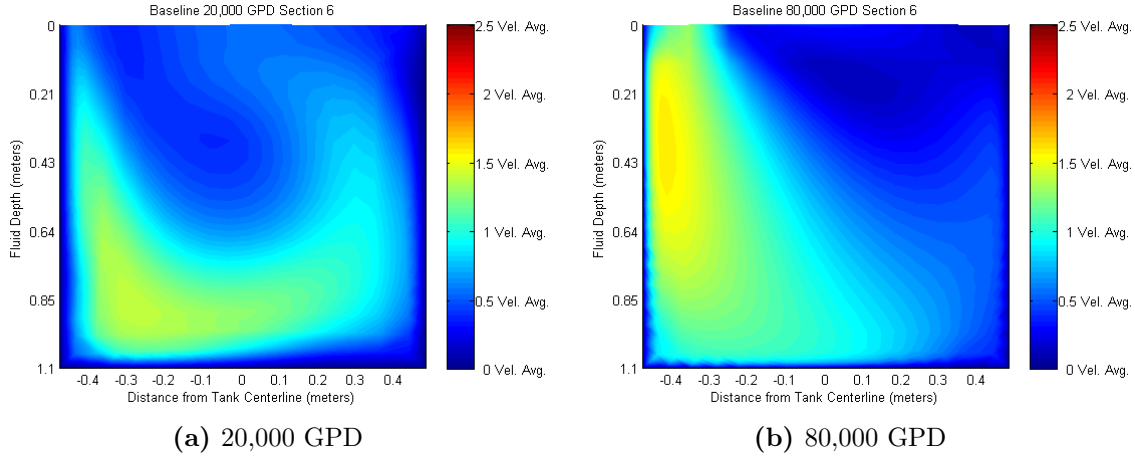 Baseline 20,000 GPD Section 6
0
0.21
0.43
0.64
0.85
1.1
Fluid Depth (meters)
-0.4 -0.3 -0.2 -0.1 0 0.1 0.2 0.3 0.4
Distance from Tank Centerline (meters)
2.5 Vel. Avg.
2 Vel. Avg.
1.5 Vel. Avg.
1 Vel. Avg.
0.5 Vel. Avg.
0 Vel. Avg.
(a) 20,000 GPD
Baseline 80,000 GPD Section 6
0
0.21
0.43
0.64
0.85
1.1
Fluid Depth (meters)
-0.4 -0.3 -0.2 -0.1 0 0.1 0.2 0.3 0.4
Distance from Tank Centerline (meters)
2.5 Vel. Avg.
2 Vel. Avg.
1.5 Vel. Avg.
1 Vel. Avg.
0.5 Vel. Avg.
0 Vel. Avg.
(b) 80,000 GPD